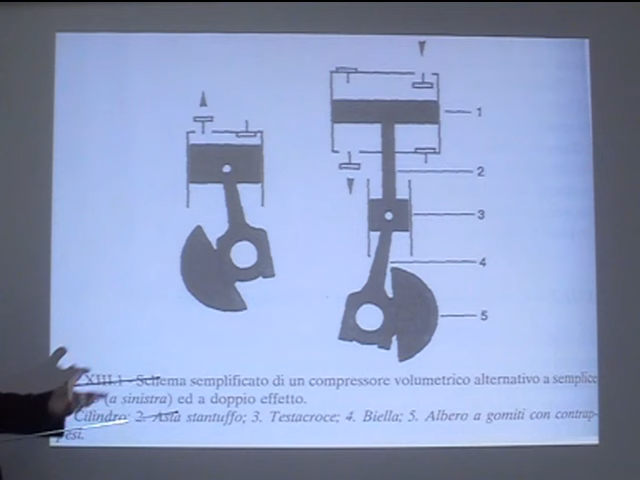 1
2
3
4
5
XIII.1 - Schema semplificato di un compressore volumetrico alternativo a semplice
(a sinistra) ed a doppio effetto.
Cilindro; 2. Asta stantuffo; 3. Testacroce; 4. Biella; 5. Albero a gomiti con contrap-
pesi.